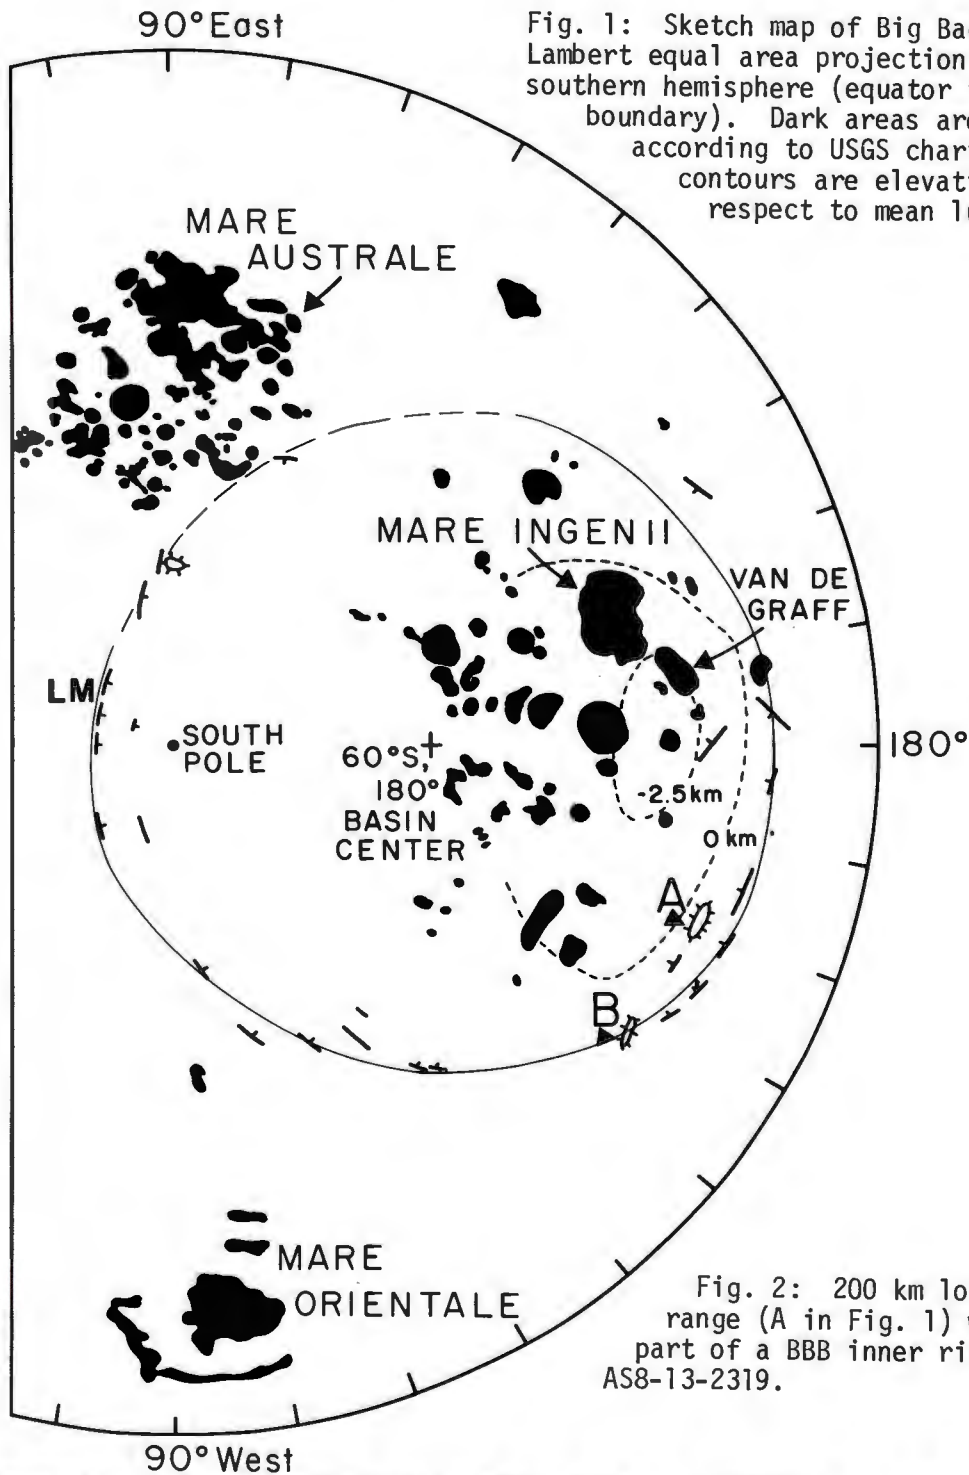 90°East
Fig. 1: Sketch map of Big Ba
Lambert equal area projection
southern hemisphere (equator
boundary). Dark areas are
according to USGS char
contours are elevat
respect to mean
MARE
AUSTRALE
MARE INGENII
VAN DE
GRAFF
LM
SOUTH
POLE
60°S,
180°
BASIN
CENTER
180°
-2.5km
0 km
A
B
MARE
ORIENTALE
Fig. 2: 200 km lo
range (A in Fig. 1)
part of a BBB inner ri
AS8-13-2319.
90°West